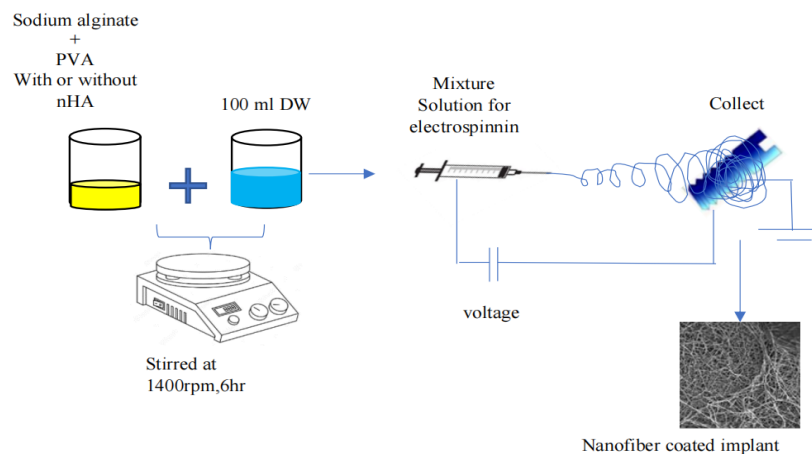 Sodium alginate
+
PVA
With or without
nHA
100 ml DW
Mixture
Solution for
electrospinnin
Collect
voltage
Stirred at
1400rpm,6hr
Nanofiber coated implant